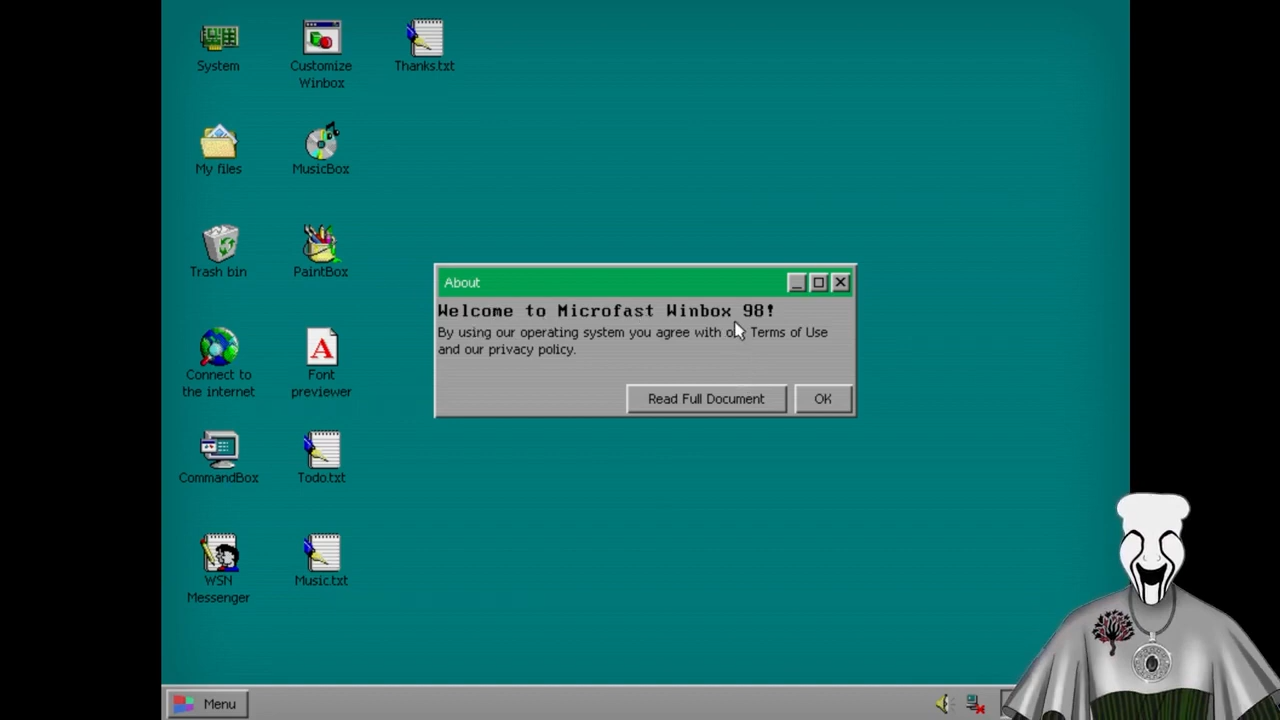 System
Customize
Winbox
Thanks.txt
My files
MusicBox
Trash bin
PaintBox
About
Welcome to Microfast Winbox 98!
By using our operating system you agree with Terms of Use
and our privacy policy.
Read Full Document
OK
Connect to
the internet
Font
previewer
CommandBox
Todo.txt
WSN
Messenger
Music.txt
Menu